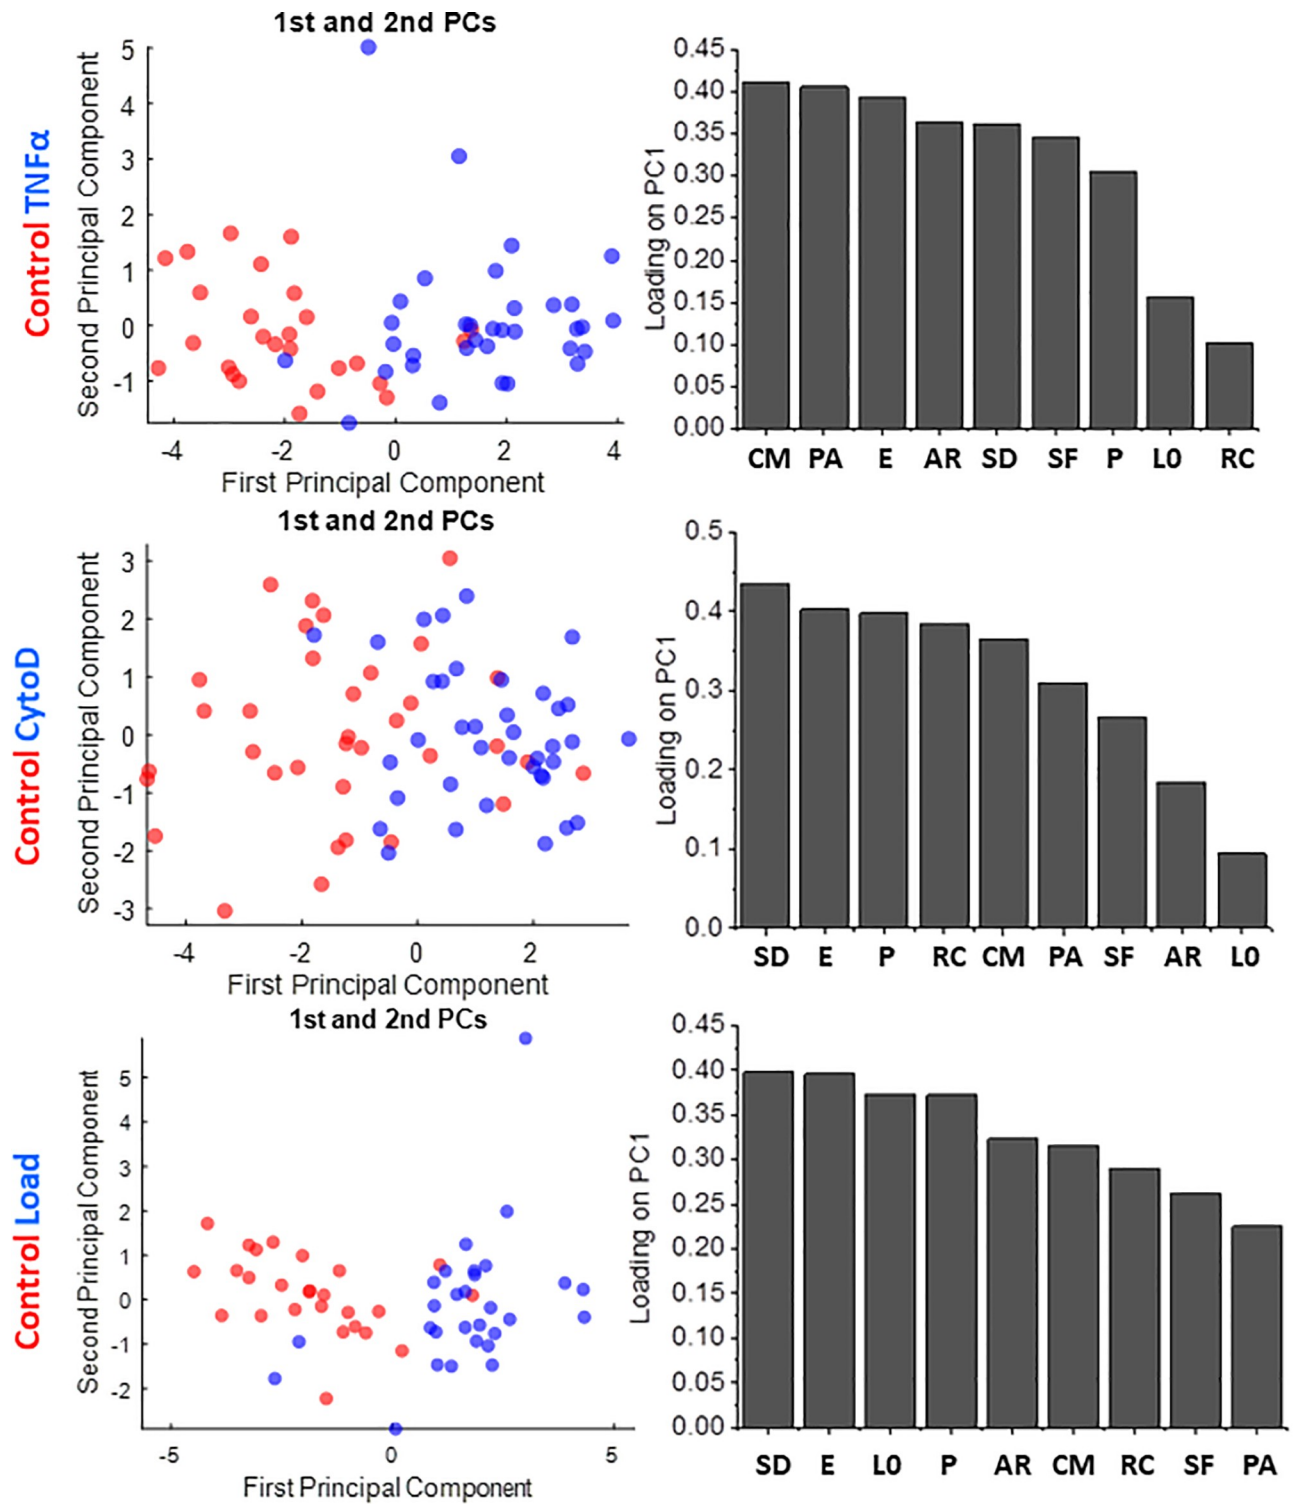 1st and 2nd PCs
Control TNFα
Second Principal Component
5
4
3
2
1
0
-1
-4 -2 0 2 4
First Principal Component
Loading on PC1
0.45
0.40
0.35
0.30
0.25
0.20
0.15
0.10
0.05
0.00
CM PA E AR SD SF P L0 RC
1st and 2nd PCs
Control CytoD
Second Principal Component
3
2
1
0
-1
-2
-3
-4 -2 0 2
First Principal Component
Loading on PC1
0.5
0.4
0.3
0.2
0.1
0.0
SD E P RC CM PA SF AR L0
1st and 2nd PCs
Control Load
Second Principal Component
5
4
3
2
1
0
-1
-2
-5 0 5
First Principal Component
Loading on PC1
0.45
0.40
0.35
0.30
0.25
0.20
0.15
0.10
0.05
0.00
SD E L0 P AR CM RC SF PA